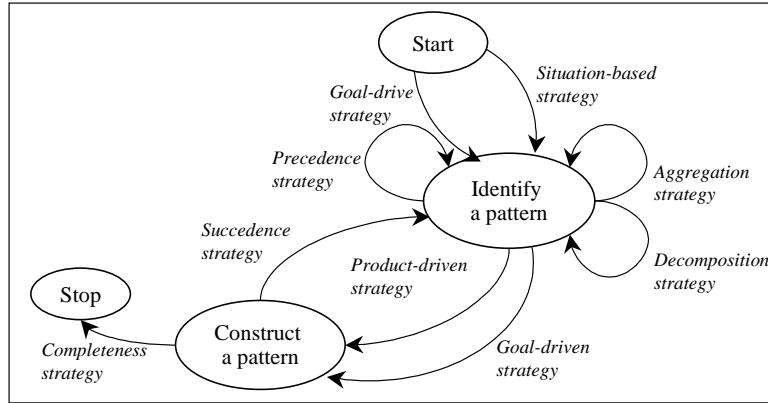 Start
Goal-drive
strategy
Situation-based
strategy
Precedence
strategy
Identify
a pattern
Aggregation
strategy
Succedence
strategy
Product-driven
strategy
Decomposition
strategy
Stop
Construct
a pattern
Completeness
strategy
Goal-driven
strategy